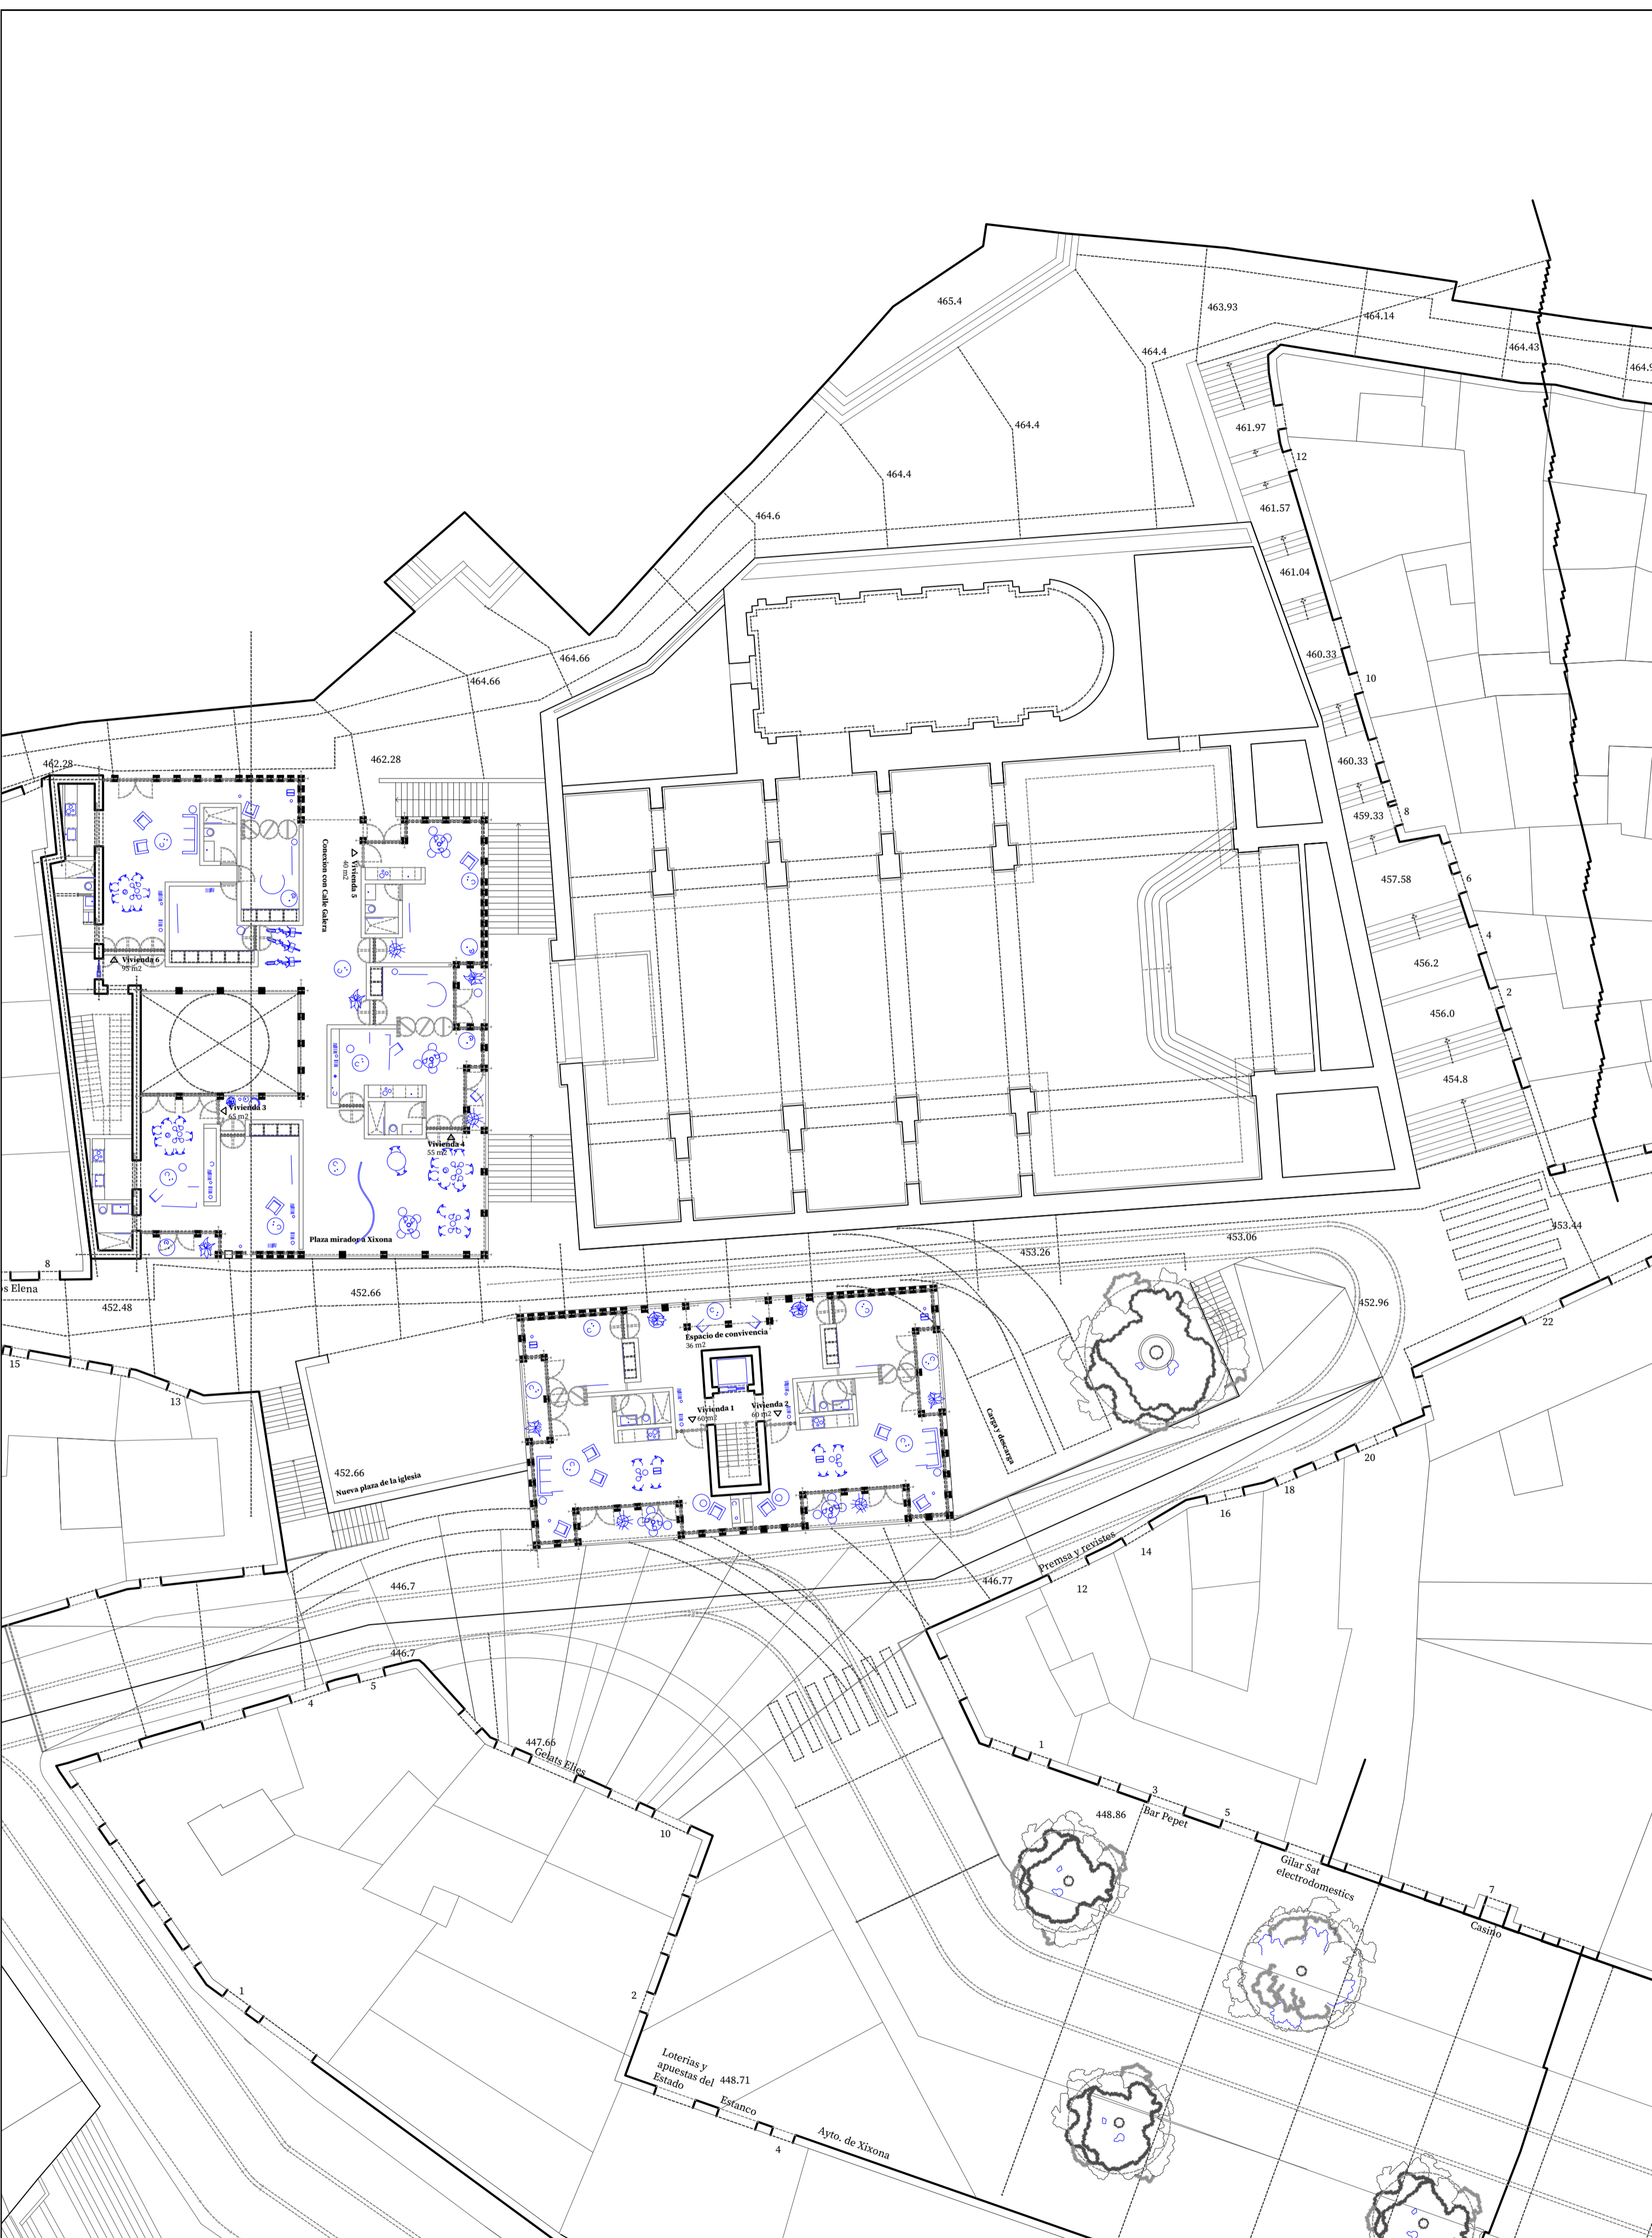 465.4
463.93
464.14
464.43
464.4
464.4
464.4
464.6
461.97
12
461.57
461.04
460.33
10
464.66
464.66
462.28
462.28
460.33
459.33
8
457.58
6
4
456.2
2
456.0
454.8
Conexion con Calle Galera
Vivienda 5
40 m2
Vivienda 6
95 m2
Vivienda 3
65 m2
Vivienda 4
55 m2
Plaza mirador a Xixona
8
os Elena
452.48
452.66
453.26
453.06
453.44
452.96
22
15
13
Espacio de convivencia
36 m2
Vivienda 1
60 m2
Vivienda 2
60 m2
Carga y descarga
452.66
Nueva plaza de la iglesia
20
18
16
14
12
Premsa y revistes
446.77
446.7
446.7
5
4
447.66
Gelats Elies
10
1
3
Bar Pepet
5
448.86
Gilar Sat
electrodomestics
7
Casino
1
2
Loterias y
apuestas del
Estado
448.71
Estanco
4
Ayto. de Xixona